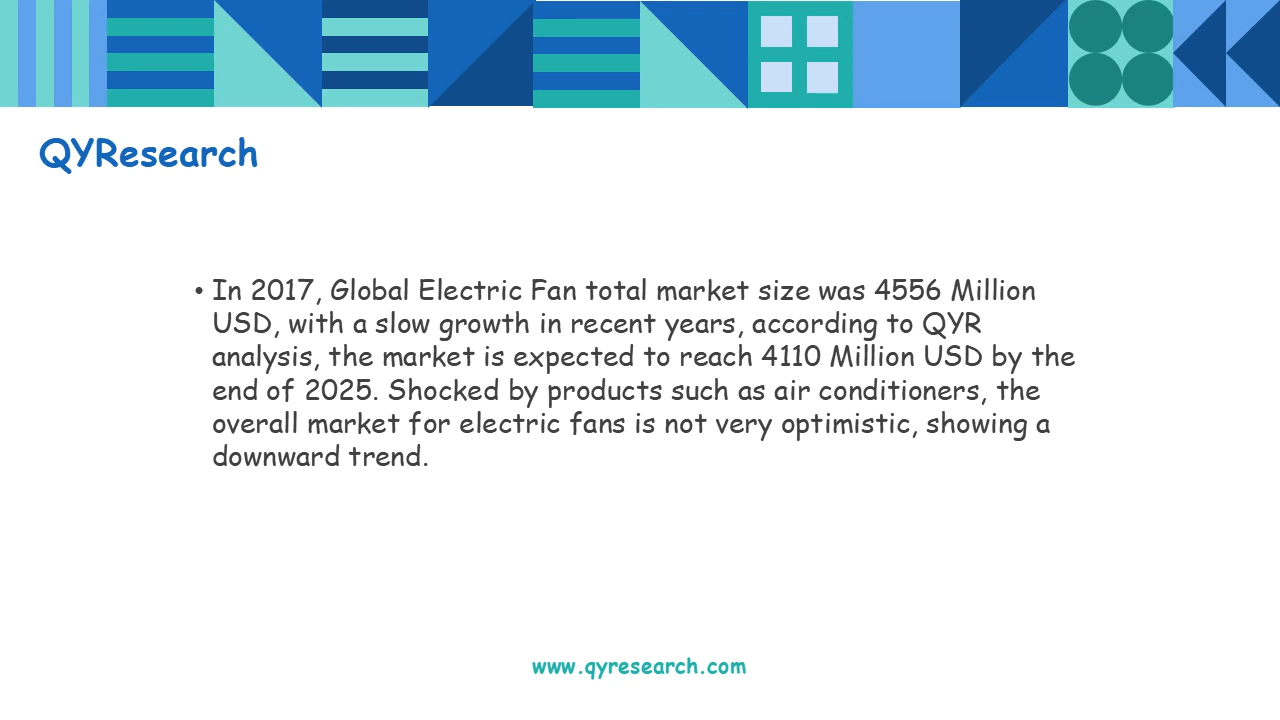 QYResearch
• In 2017, Global Electric Fan total market size was 4556 Million
USD, with a slow growth in recent years, according to QYR
analysis, the market is expected to reach 4110 Million USD by the
end of 2025. Shocked by products such as air conditioners, the
overall market for electric fans is not very optimistic, showing a
downward trend.
www.qyresearch.com